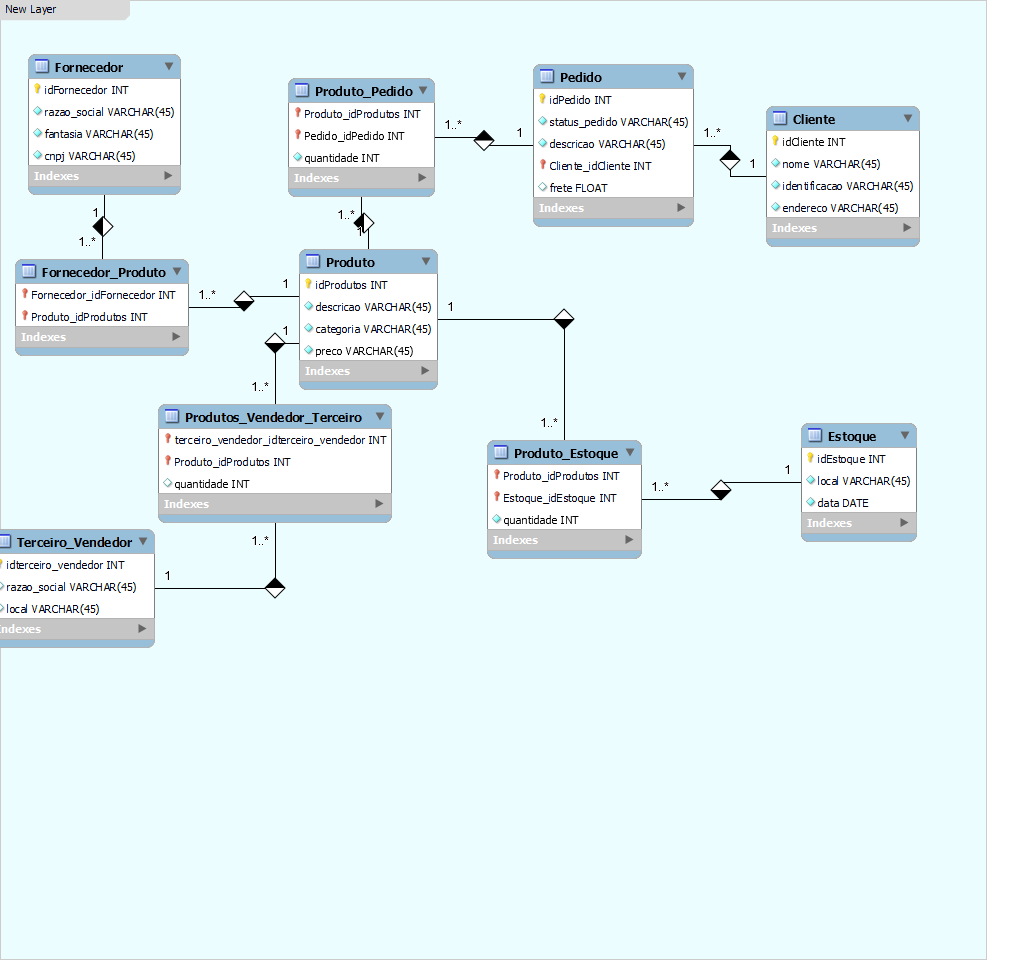 New Layer
Fornecedor
idFornecedor INT
razao_social VARCHAR(45)
fantasia VARCHAR(45)
cnpj VARCHAR(45)
Indexes
Produto_Pedido
Produto_idProdutos INT
Pedido_idPedido INT
quantidade INT
Indexes
Pedido
idPedido INT
status_pedido VARCHAR(45)
descricao VARCHAR(45)
Cliente_idCliente INT
frete FLOAT
Indexes
Cliente
idCliente INT
nome VARCHAR(45)
identificacao VARCHAR(45)
endereco VARCHAR(45)
Indexes
1..*
1
1..*
1
1
1..*
1..*
1
Fornecedor_Produto
Fornecedor_idFornecedor INT
Produto_idProdutos INT
Indexes
1..*
1
Produto
idProdutos INT
descricao VARCHAR(45)
categoria VARCHAR(45)
preco VARCHAR(45)
Indexes
1
1..*
1
1..*
Produtos_Vendedor_Terceiro
terceiro_vendedor_idterceiro_vendedor INT
Produto_idProdutos INT
quantidade INT
Indexes
Produto_Estoque
Produto_idProdutos INT
Estoque_idEstoque INT
quantidade INT
Indexes
1..*
1
Estoque
idEstoque INT
local VARCHAR(45)
data DATE
Indexes
Terceiro_Vendedor
idterceiro_vendedor INT
razao_social VARCHAR(45)
local VARCHAR(45)
Indexes
1
1..*